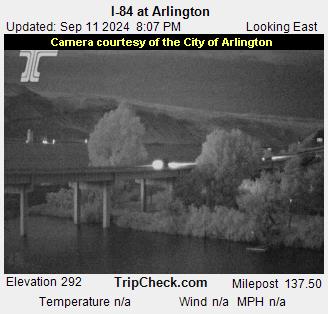 I-84 at Arlington
Updated: Sep 11 2024 8:07 PM Looking East
Camera courtesy of the City of Arlington
Elevation 292 TripCheck.com Milepost 137.50
Temperature n/a Wind n/a MPH n/a